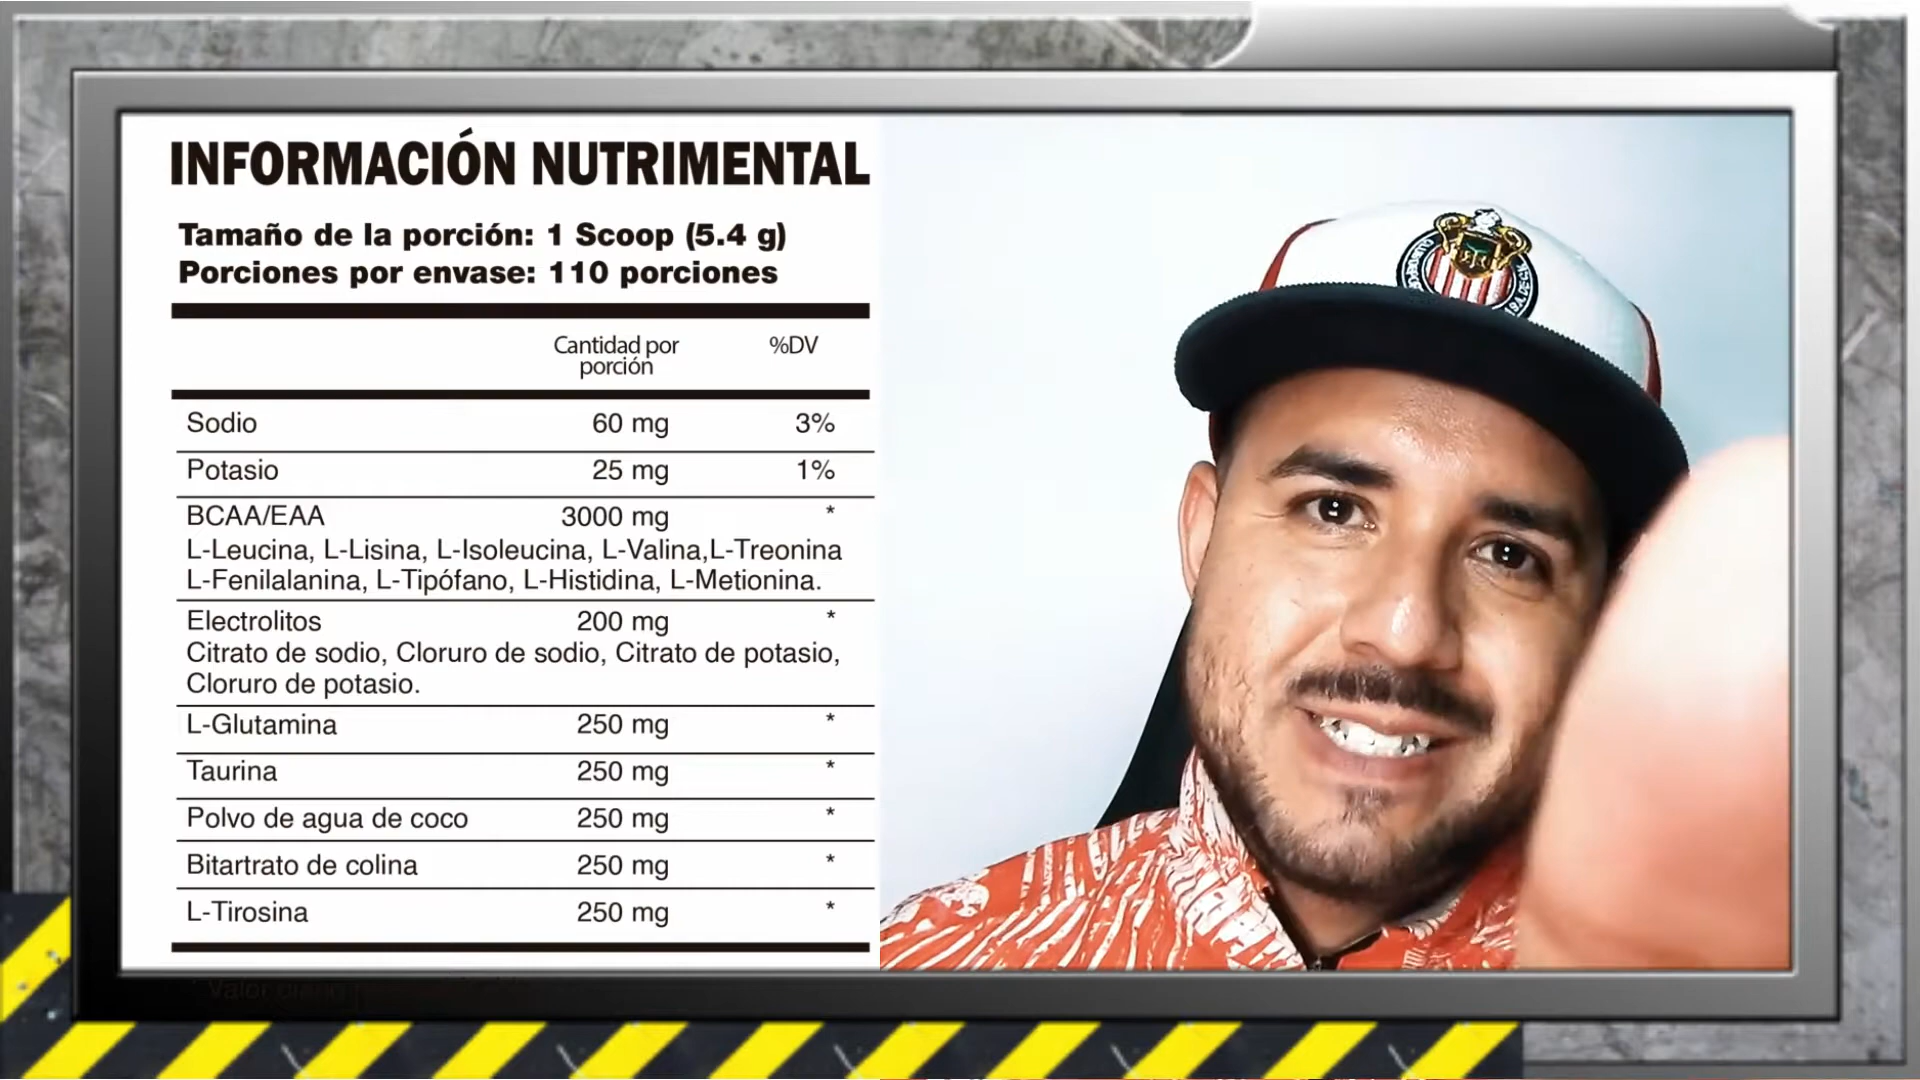 INFORMACIÓN NUTRIMENTAL
Tamaño de la porción: 1 Scoop (5.4 g)
Porciones por envase: 110 porciones
Cantidad por porción %DV
Sodio 60 mg 3%
Potasio 25 mg 1%
BCAA/EAA 3000 mg *
L-Leucina, L-Lisina, L-Isoleucina, L-Valina,L-Treonina
L-Fenilalanina, L-Tipófano, L-Histidina, L-Metionina.
Electrolitos 200 mg *
Citrato de sodio, Cloruro de sodio, Citrato de potasio,
Cloruro de potasio.
L-Glutamina 250 mg *
Taurina 250 mg *
Polvo de agua de coco 250 mg *
Bitartrato de colina 250 mg *
L-Tirosina 250 mg *
S.A. DE C.V.